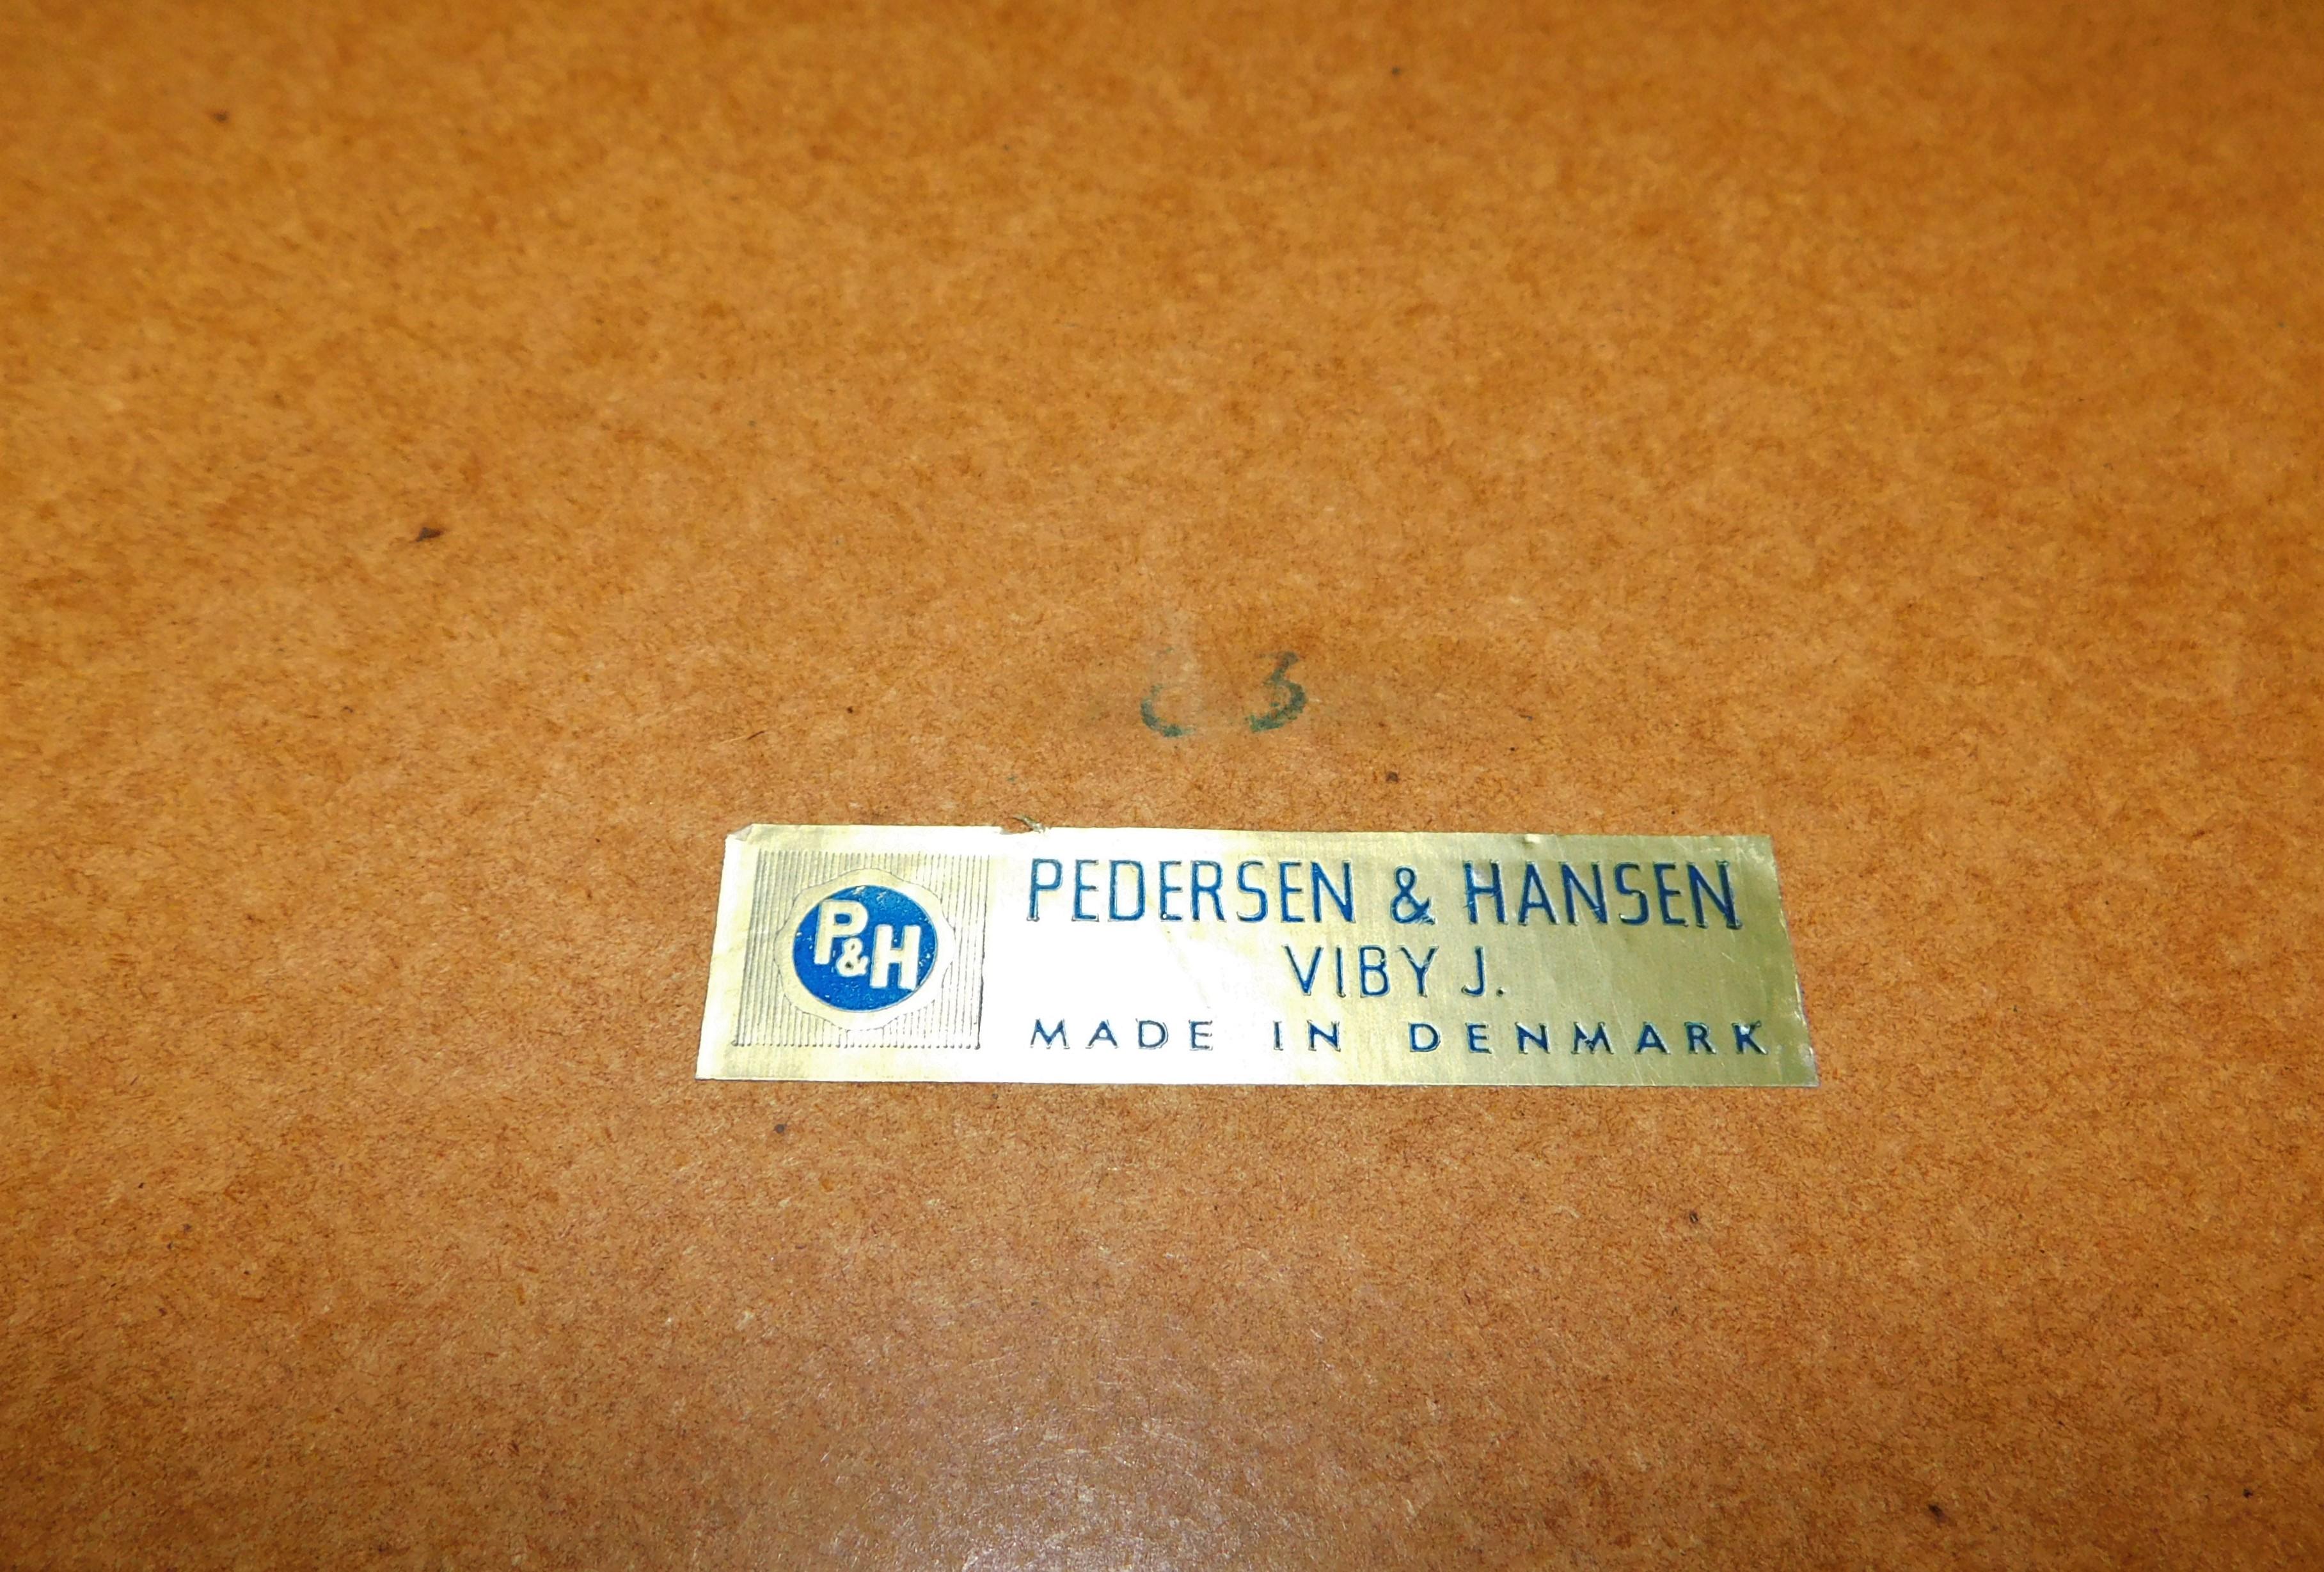 P&H
PEDERSEN & HANSEN
VIBY J.
MADE IN DENMARK